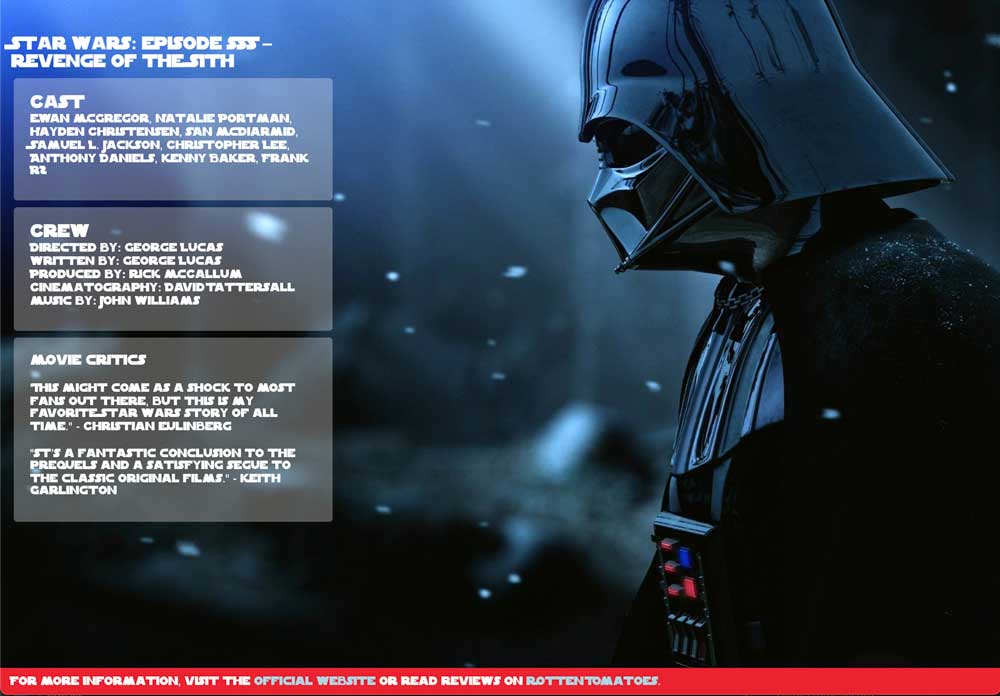 STAR WARS: EPISODE SSS –
REVENGE OF THE SITH
CAST
EWAN MCGREGOR, NATALIE PORTMAN,
HAYDEN CHRISTENSEN, SAN MCDIARMID,
SAMUEL L. JACKSON, CHRISTOPHER LEE,
ANTHONY DANIELS, KENNY BAKER, FRANK
R2
CREW
DIRECTED BY: GEORGE LUCAS
WRITTEN BY: GEORGE LUCAS
PRODUCED BY: RICK MCCALLUM
CINEMATOGRAPHY: DAVID TATTERSALL
MUSIC BY: JOHN WILLIAMS
MOVIE CRITICS
THIS MIGHT COME AS A SHOCK TO MOST
FANS OUT THERE, BUT THIS IS MY
FAVORITE STAR WARS STORY OF ALL
TIME." - CHRISTIAN EULINBERG
"ST'S A FANTASTIC CONCLUSION TO THE
PREQUELS AND A SATISFYING SEGUE TO
THE CLASSIC ORIGINAL FILMS." - KEITH
GARLINGTON
FOR MORE INFORMATION, VISIT THE OFFICIAL WEBSITE OR READ REVIEWS ON ROTTENTOMATOES.